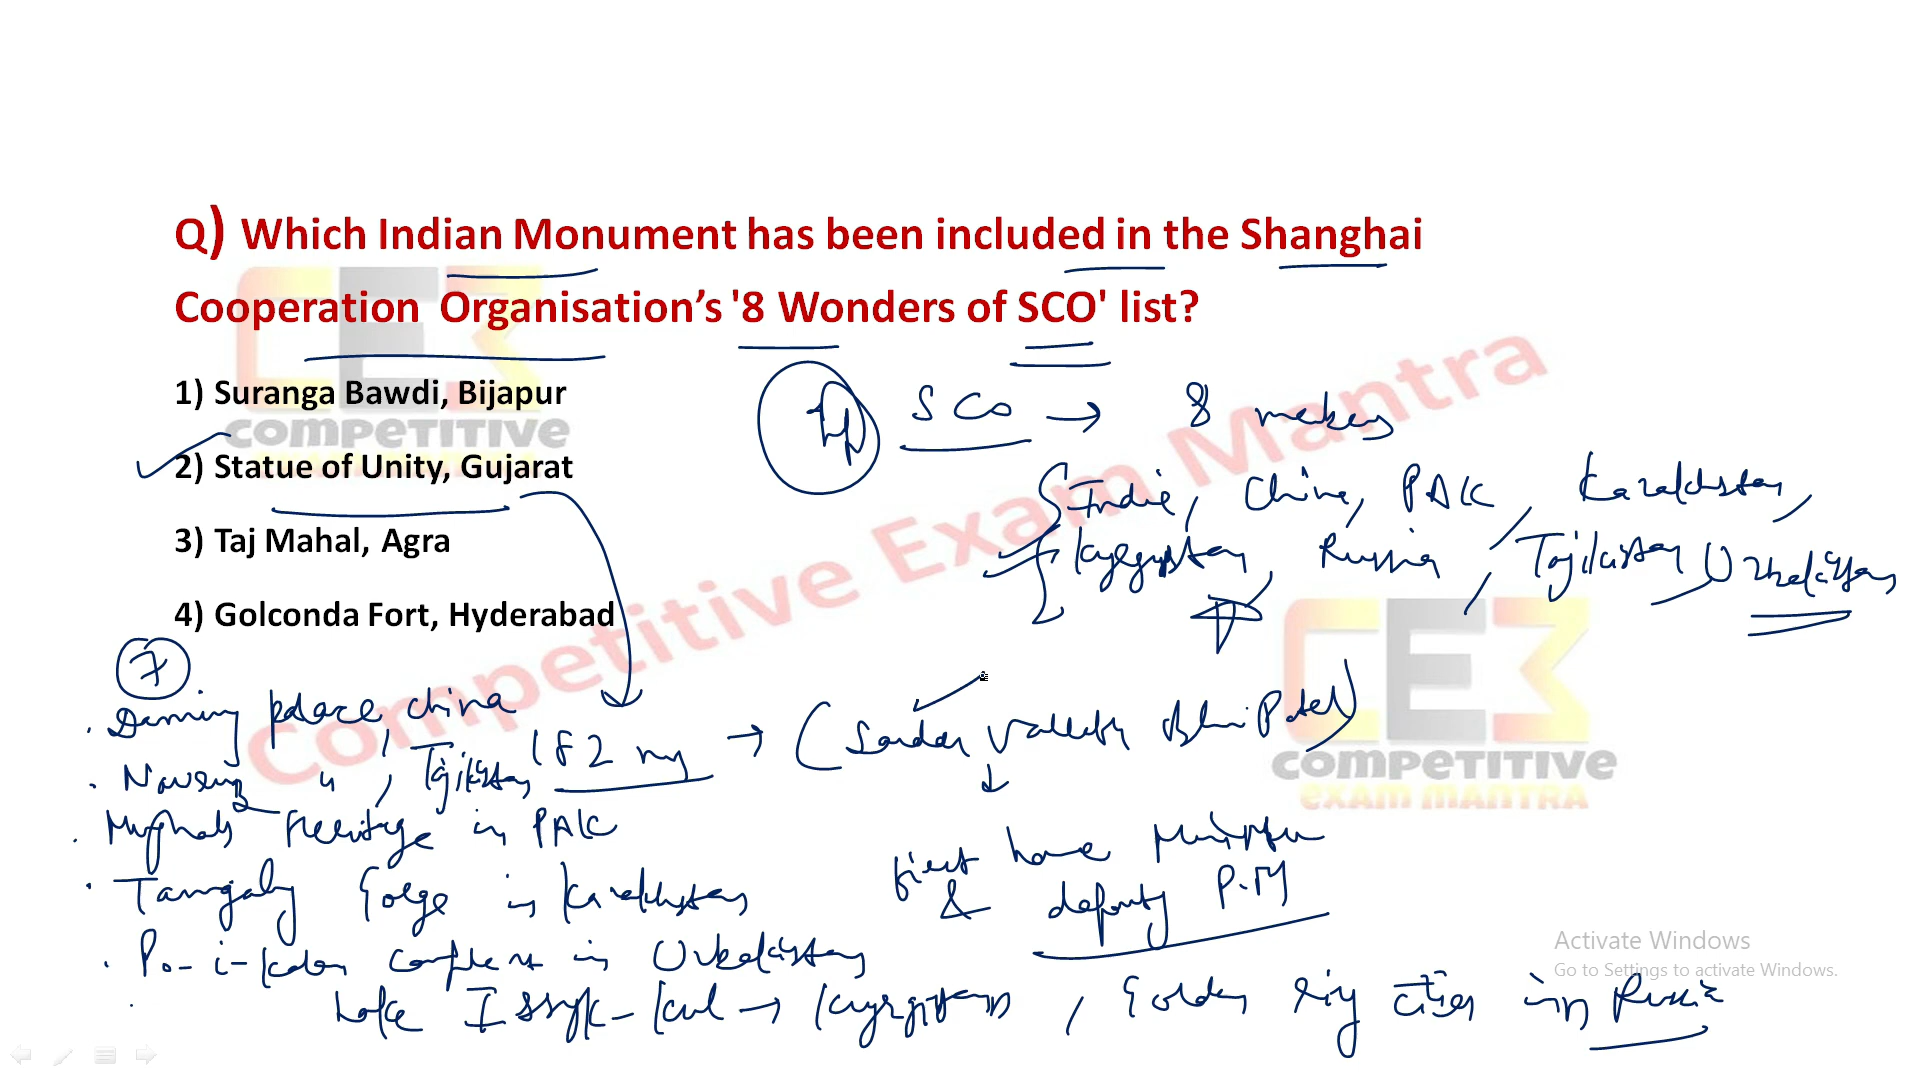 Q) Which Indian Monument has been included in the Shanghai
Cooperation Organisation's '8 Wonders of SCO' list?
1) Suranga Bawdi, Bijapur
2) Statue of Unity, Gujarat
3) Taj Mahal, Agra
4) Golconda Fort, Hyderabad
SCO → 8
India, China, PAK, Kazakhstan,
Russia, Tajikistan, Uzbekistan
7
Daming Palace, China
Tajikistan
182 m → (Sardar Vallabh Bhai Patel)
Mughals Heritage in PAK
first home Minister
& deputy P.M
Tamgaly Gorge in Kazakhstan
Po-i-kalan complex in Uzbekistan
Lake Issyk-kul → Kyrgyzstan, Golden ring cities in Russia
Competitive Exam Mantra
CE3
COMPETITIVE
CE3
COMPETITIVE
EXAM MANTRA
Activate Windows
Go to Settings to activate Windows.